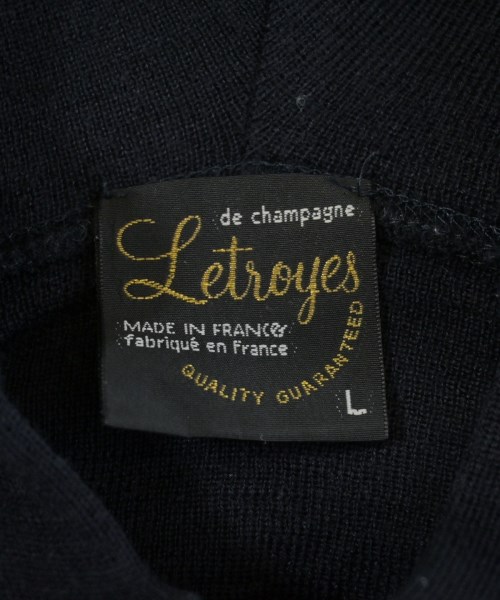 de champagne
Letroyes
MADE IN FRANCE
fabriqué en France
QUALITY GUARANTEED
L